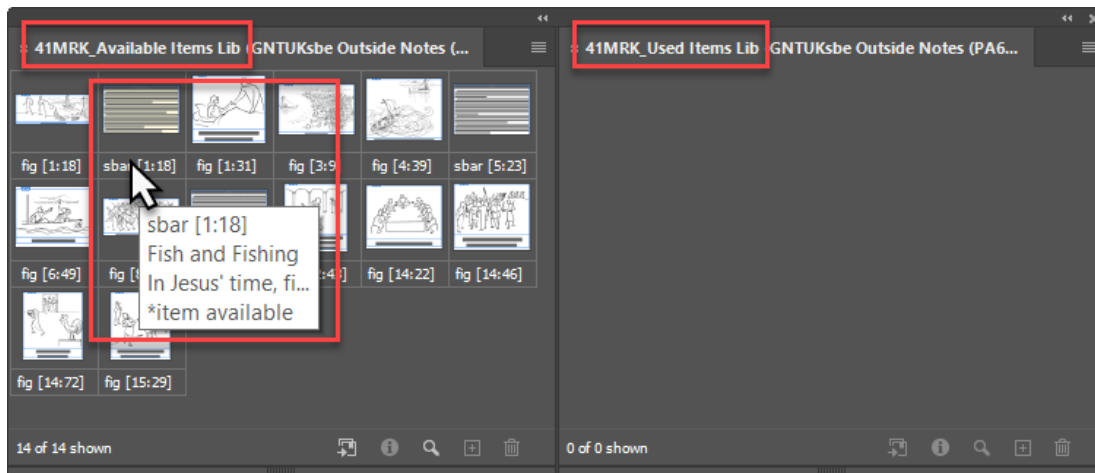 41MRK_Available Items Lib (GNTUKsbe Outside Notes (...
41MRK_Used Items Lib GNTUKsbe Outside Notes (PA6...
fig [1:18]
sbar [1:18]
fig [1:31]
fig [3:9]
fig [4:39]
sbar [5:23]
sbar [1:18]
Fish and Fishing
In Jesus' time, fi...
*item available
fig [6:49]
fig [
:43]
fig [14:22]
fig [14:46]
fig [14:72]
fig [15:29]
14 of 14 shown
0 of 0 shown